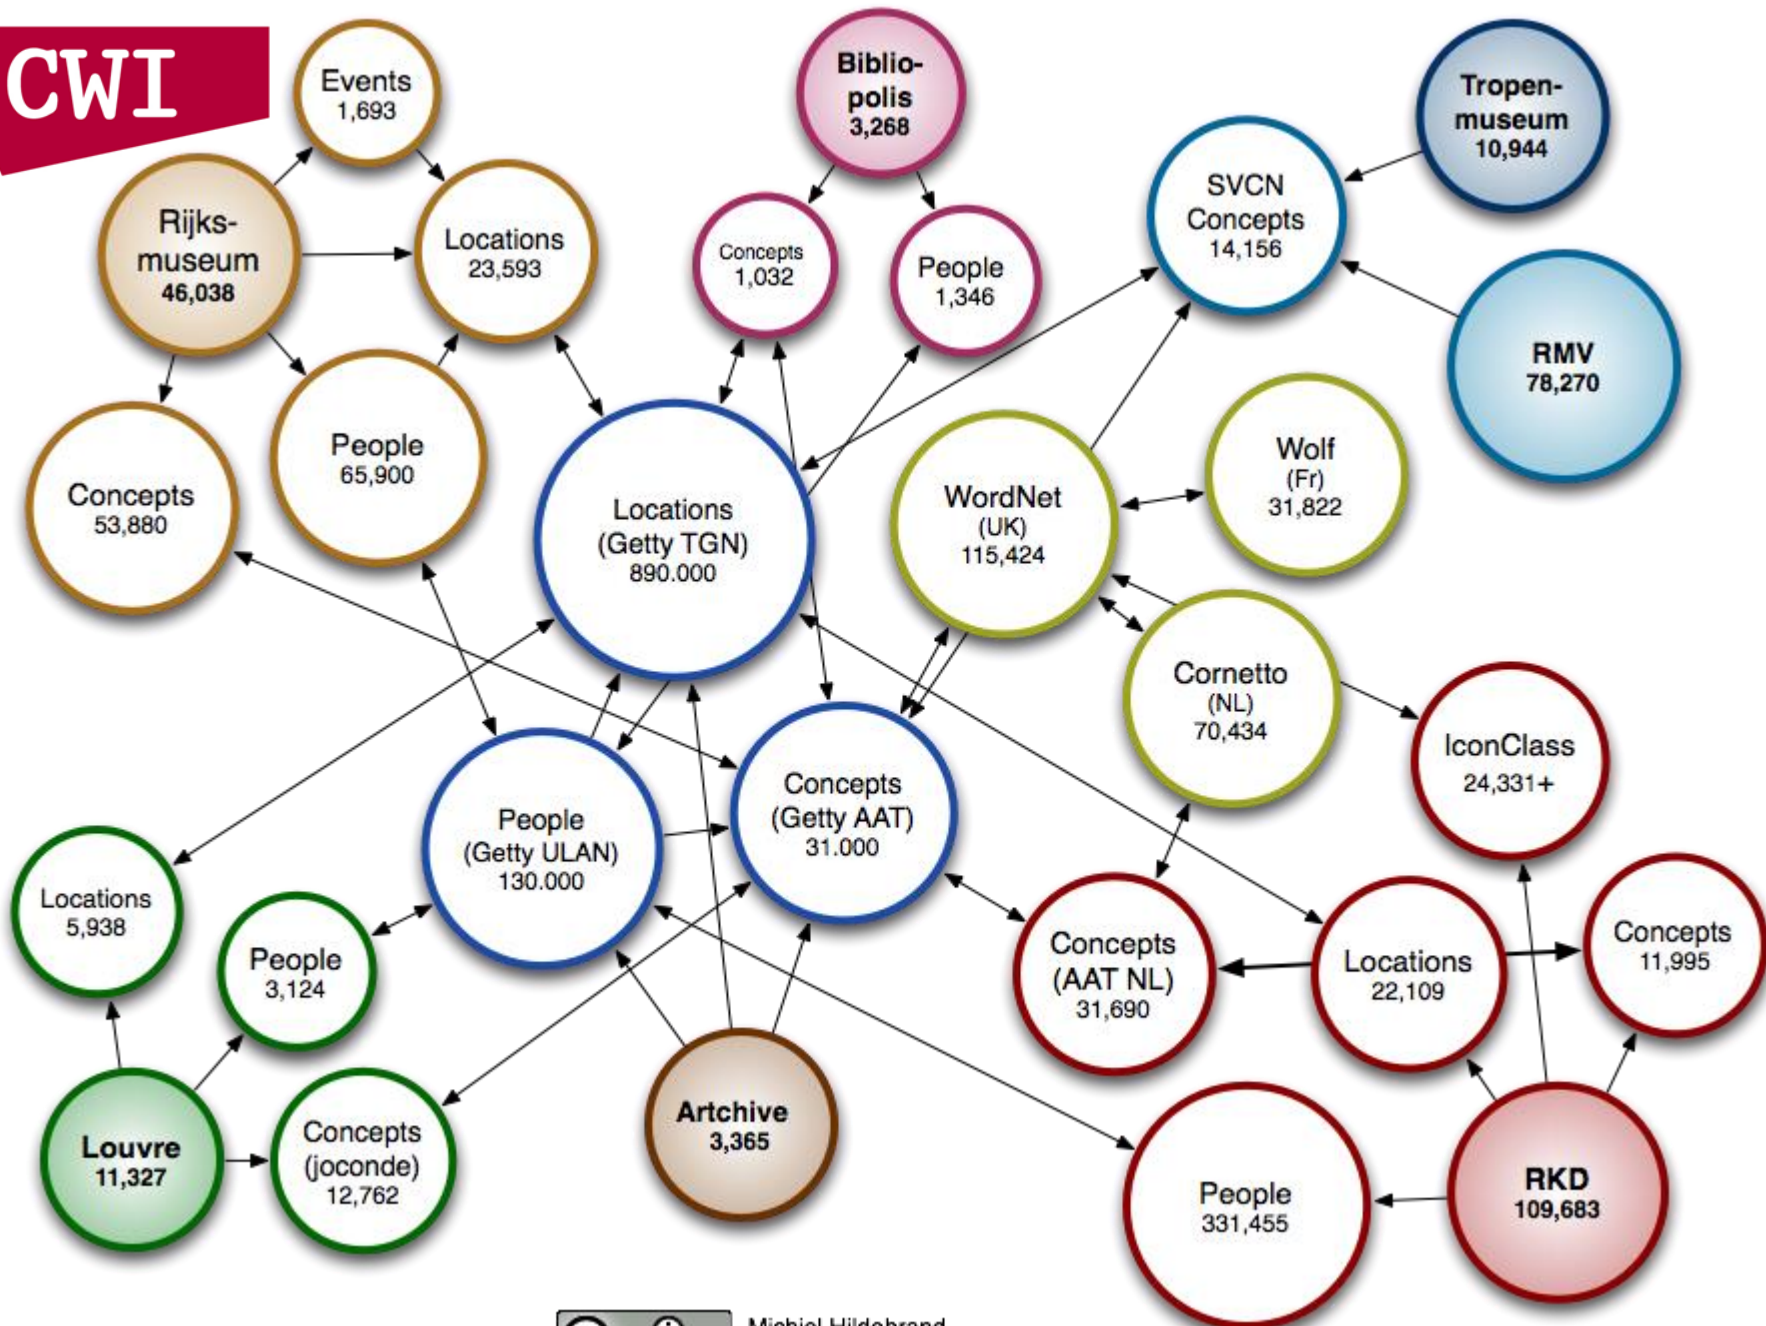 CWI
Events
1,693
Biblio-
polis
3,268
Tropen-
museum
10,944
Rijks-
museum
46,038
Locations
23,593
Concepts
1,032
People
1,346
SVCN
Concepts
14,156
RMV
78,270
Concepts
53,880
People
65,900
Locations
(Getty TGN)
890.000
WordNet
(UK)
115,424
Wolf
(Fr)
31,822
Cornetto
(NL)
70,434
IconClass
24,331+
People
(Getty ULAN)
130.000
Concepts
(Getty AAT)
31.000
Locations
5,938
People
3,124
Concepts
(AAT NL)
31,690
Locations
22,109
Concepts
11,995
Louvre
11,327
Concepts
(joconde)
12,762
Artchive
3,365
People
331,455
RKD
109,683
Michiel Hildebrand